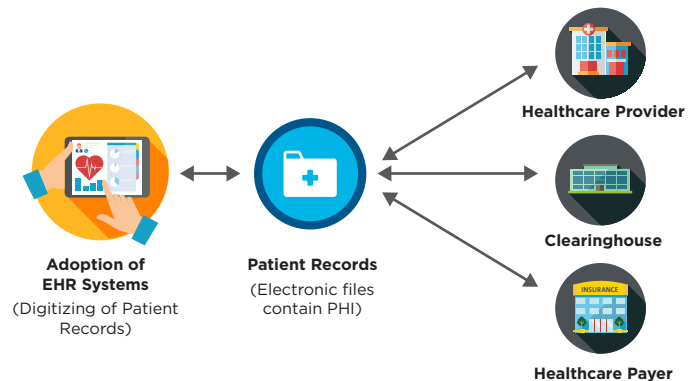 Adoption of
EHR Systems
(Digitizing of Patient
Records)
Patient Records
(Electronic files
contain PHI)
Healthcare Provider
Clearinghouse
INSURANCE
Healthcare Payer